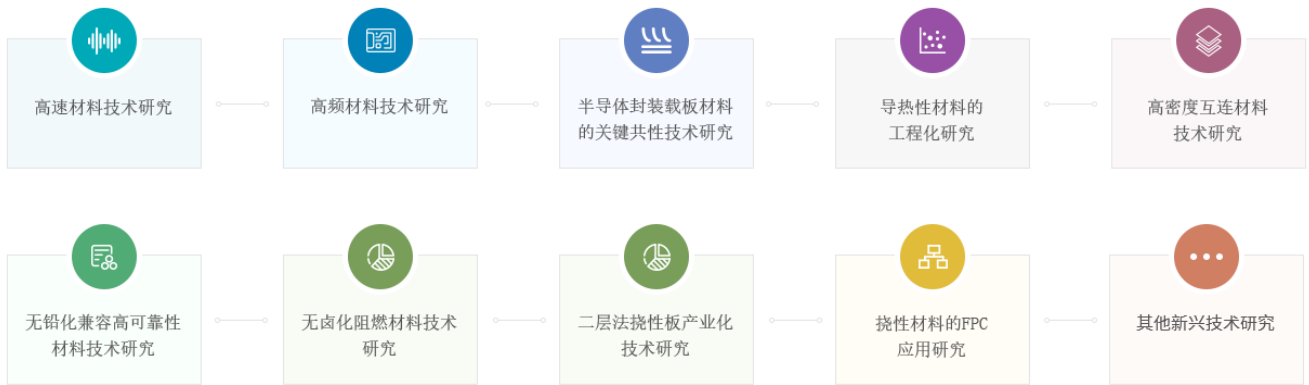 高速材料技术研究
高频材料技术研究
半导体封装载板材料
的关键共性技术研究
导热性材料的
工程化研究
高密度互连材料
技术研究
无铅化兼容高可靠性
材料技术研究
无卤化阻燃材料技术
研究
二层法挠性板产业化
技术研究
挠性材料的FPC
应用研究
其他新兴技术研究